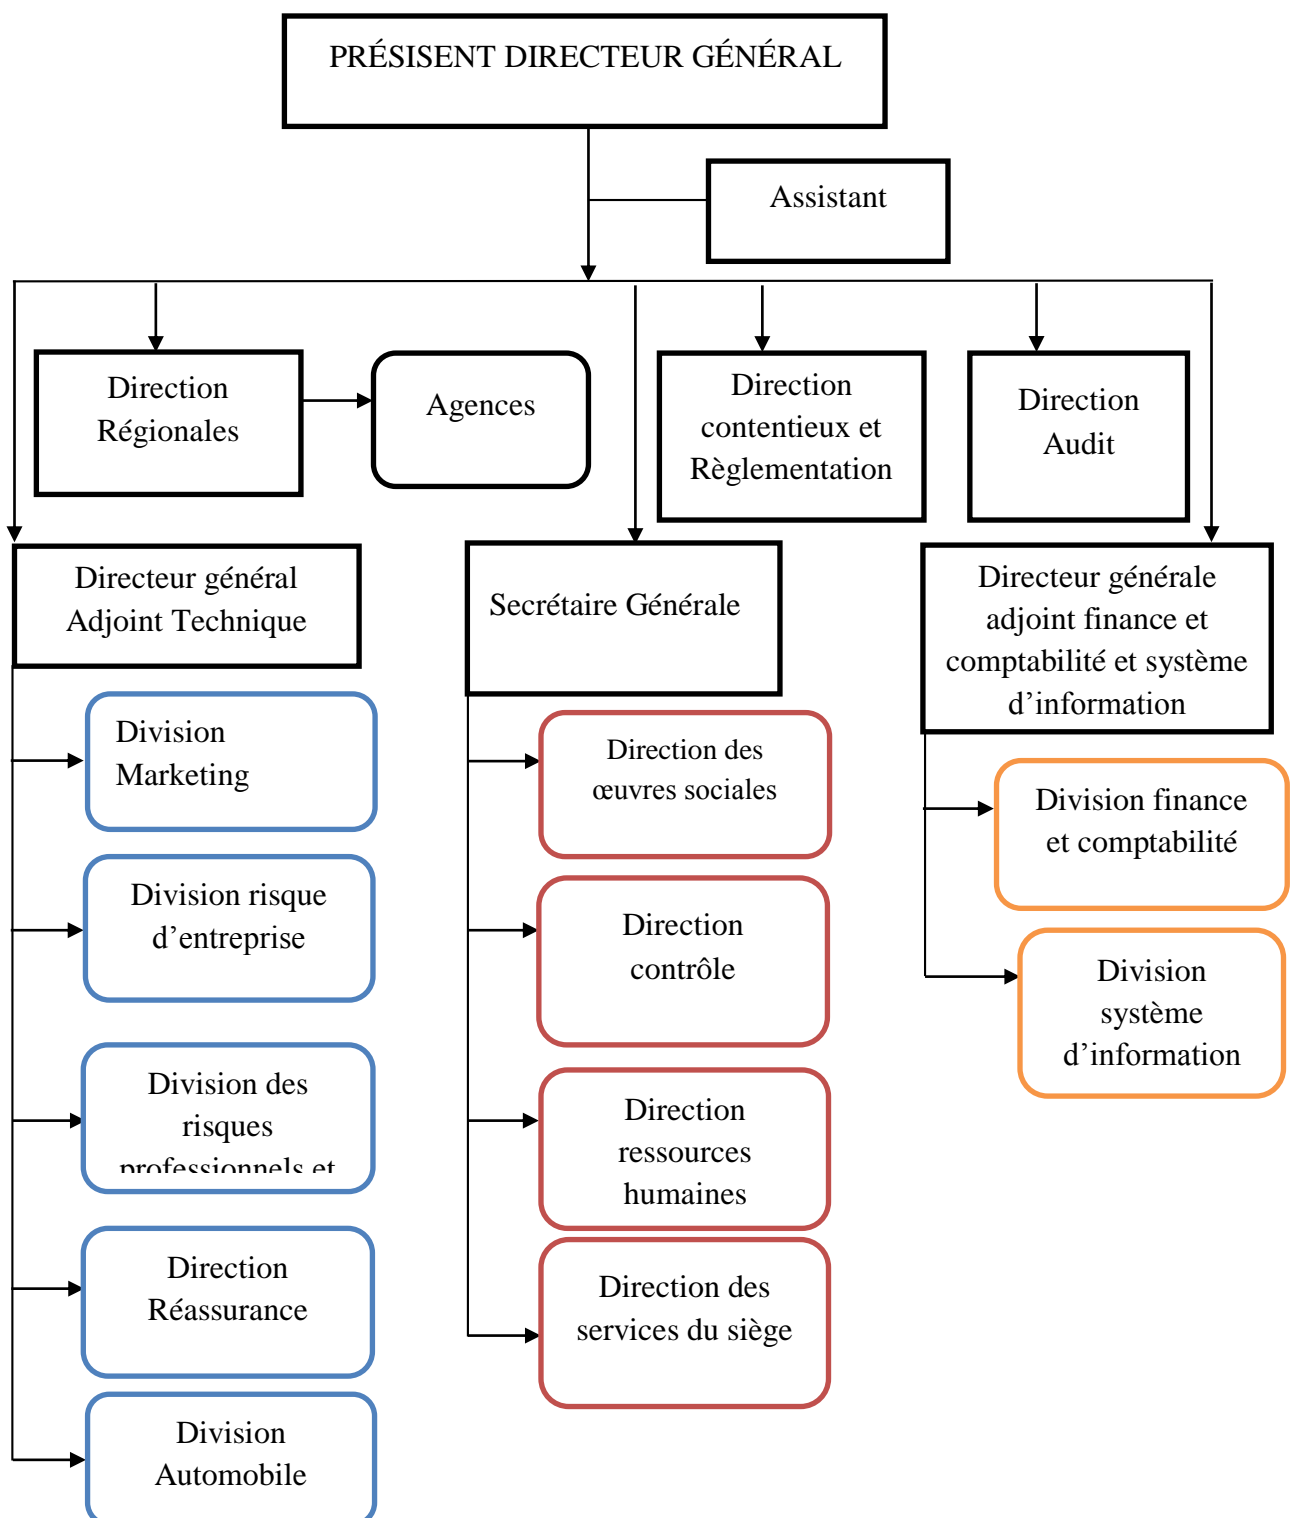 PRÉSISENT DIRECTEUR GÉNÉRAL
Assistant
Direction
Régionales
Agences
Direction
contentieux et
Règlementation
Direction
Audit
Directeur général
Adjoint Technique
Secrétaire Générale
Directeur générale
adjoint finance et
comptabilité et système
d’information
Division
Marketing
Division risque
d’entreprise
Division des
risques
professionnels et
Direction
Réassurance
Division
Automobile
Direction des
œuvres sociales
Direction
contrôle
Direction
ressources
humaines
Direction des
services du siège
Division finance
et comptabilité
Division
système
d’information